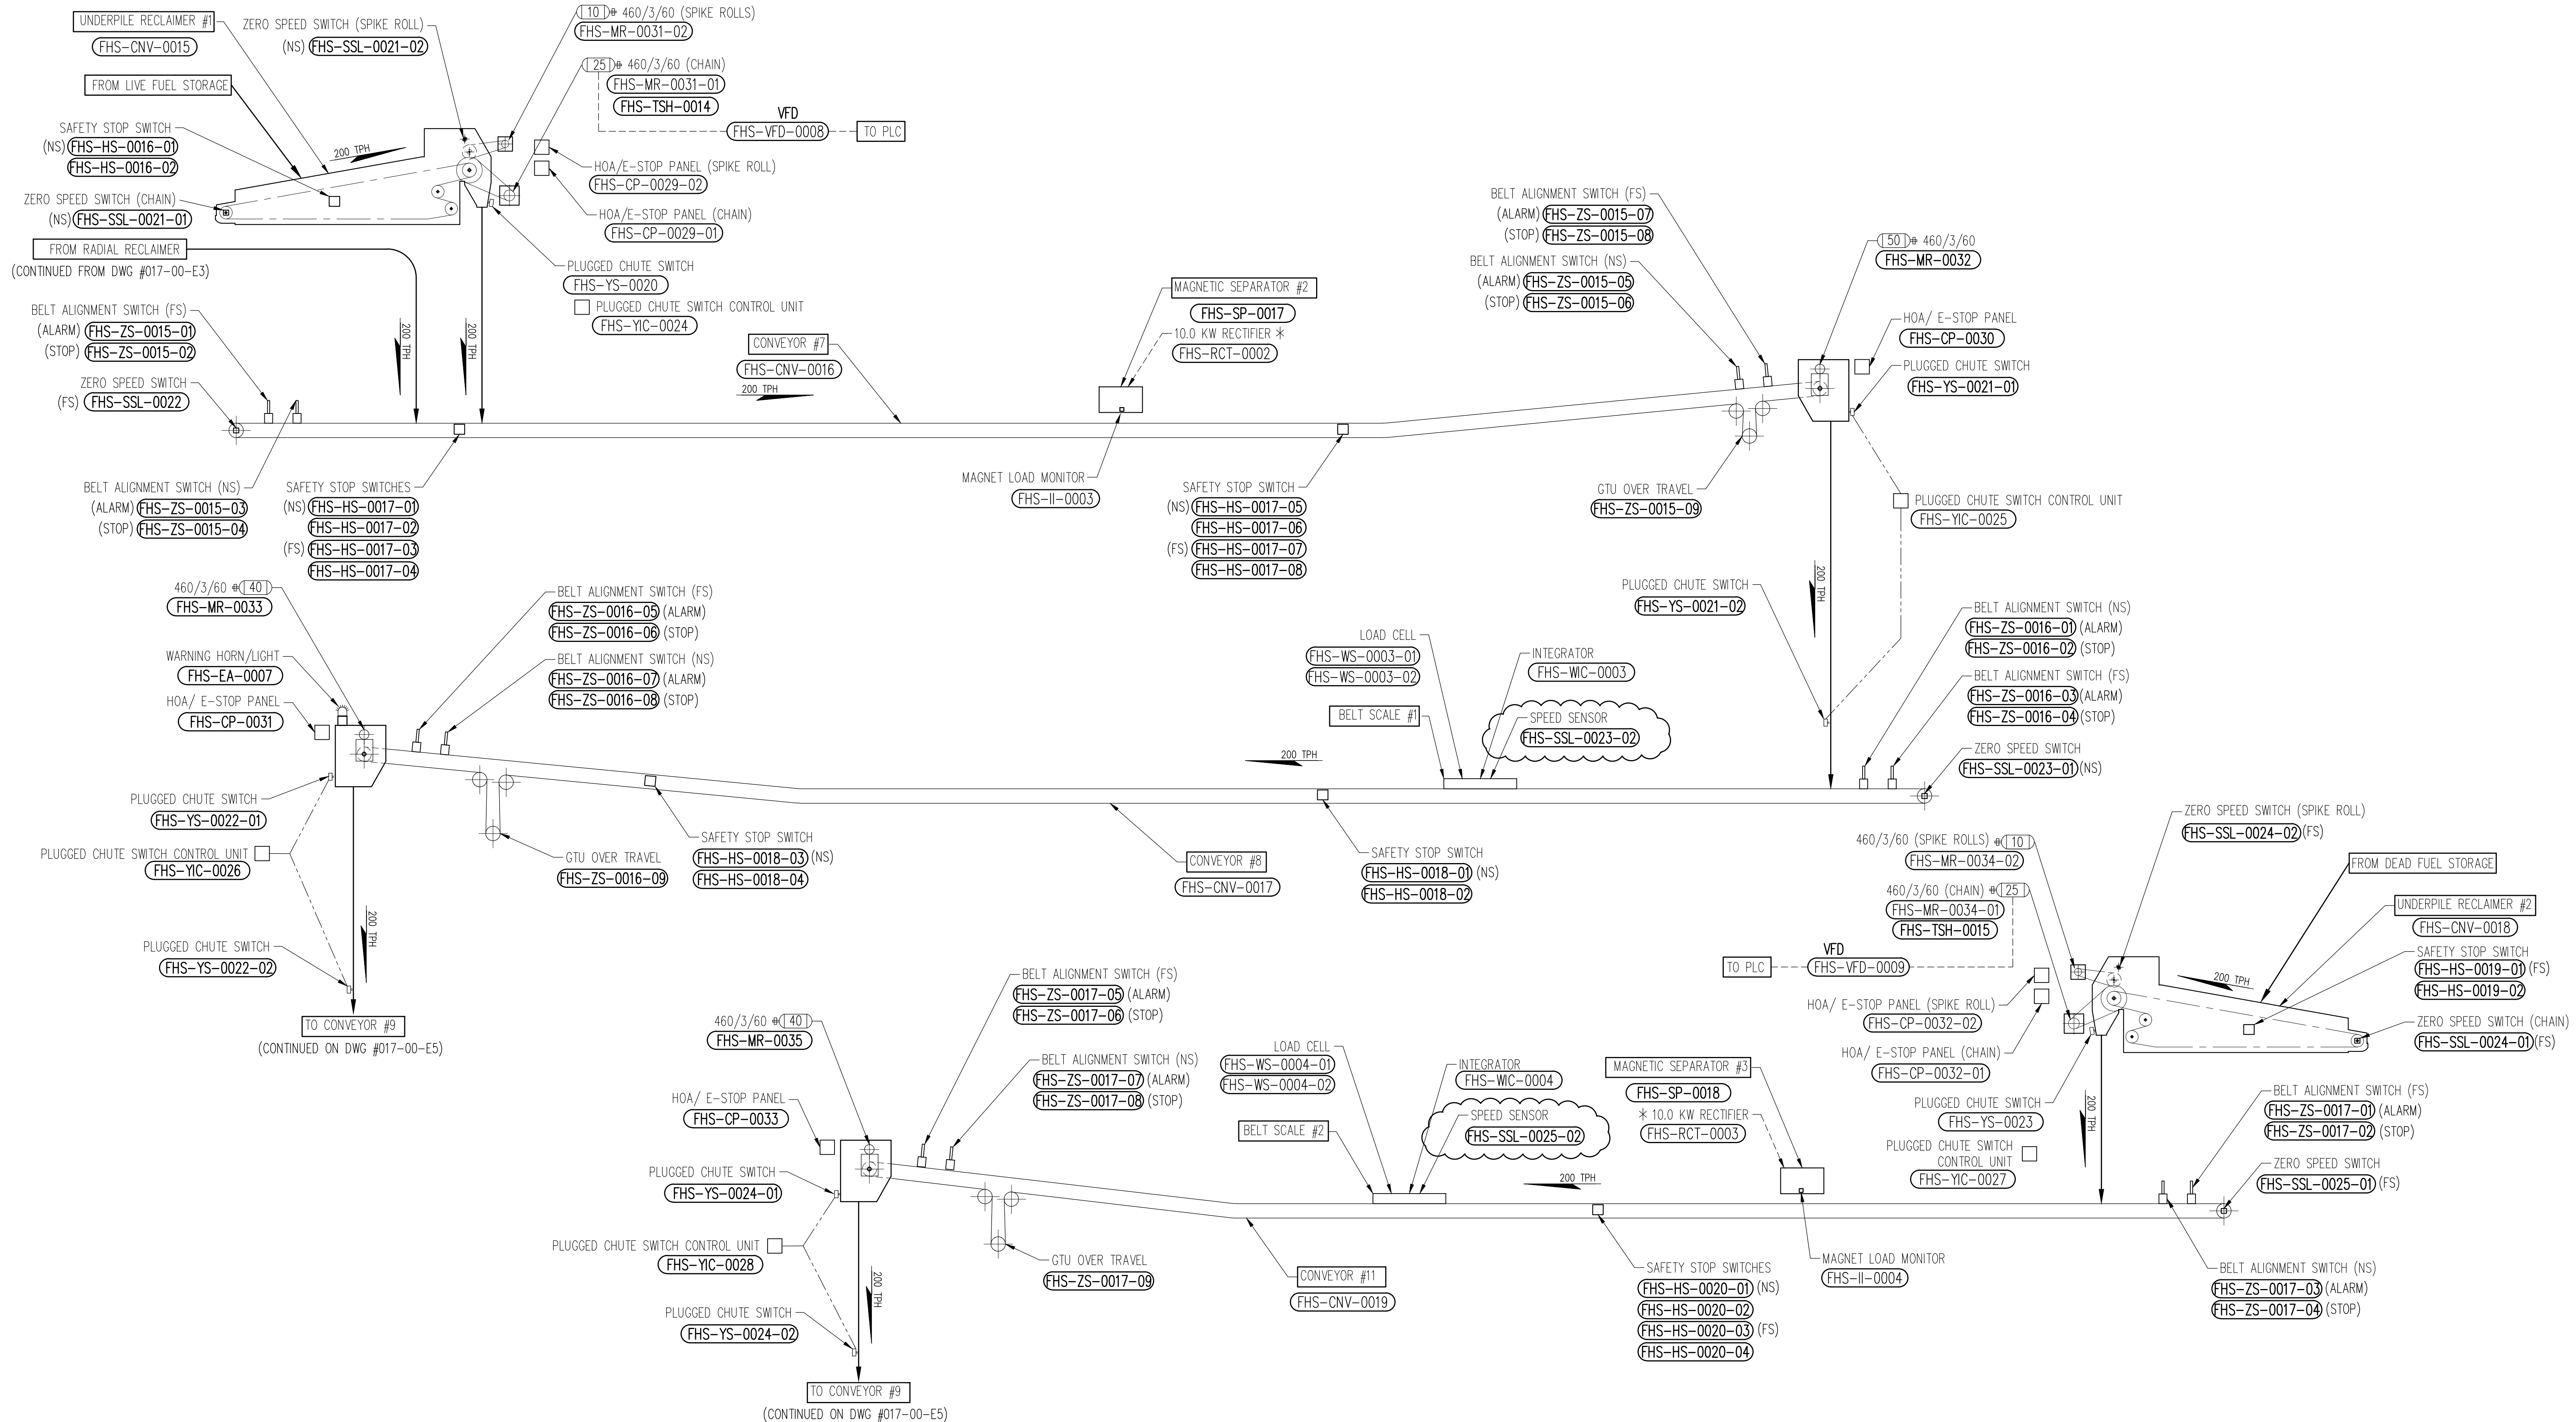 UNDERPILE RECLAIMER #1
FHS-CNV-0015
ZERO SPEED SWITCH (SPIKE ROLL)
(NS) FHS-SSL-0021-02
10 460/3/60 (SPIKE ROLLS)
FHS-MR-0031-02
25 460/3/60 (CHAIN)
FHS-MR-0031-01
FHS-TSH-0014
VFD
FHS-VFD-0008
TO PLC
FROM LIVE FUEL STORAGE
SAFETY STOP SWITCH
(NS) FHS-HS-0016-01
FHS-HS-0016-02
200 TPH
ZERO SPEED SWITCH (CHAIN)
(NS) FHS-SSL-0021-01
HOA/E-STOP PANEL (SPIKE ROLL)
FHS-CP-0029-02
HOA/E-STOP PANEL (CHAIN)
FHS-CP-0029-01
FROM RADIAL RECLAIMER
(CONTINUED FROM DWG #017-00-E3)
PLUGGED CHUTE SWITCH
FHS-YS-0020
PLUGGED CHUTE SWITCH CONTROL UNIT
FHS-YIC-0024
200 TPH
200 TPH
BELT ALIGNMENT SWITCH (FS)
(ALARM) FHS-ZS-0015-01
(STOP) FHS-ZS-0015-02
ZERO SPEED SWITCH
(FS) FHS-SSL-0022
CONVEYOR #7
FHS-CNV-0016
200 TPH
MAGNETIC SEPARATOR #2
FHS-SP-0017
10.0 KW RECTIFIER *
FHS-RCT-0002
BELT ALIGNMENT SWITCH (FS)
(ALARM) FHS-ZS-0015-07
(STOP) FHS-ZS-0015-08
BELT ALIGNMENT SWITCH (NS)
(ALARM) FHS-ZS-0015-05
(STOP) FHS-ZS-0015-06
50 460/3/60
FHS-MR-0032
HOA/ E-STOP PANEL
FHS-CP-0030
PLUGGED CHUTE SWITCH
FHS-YS-0021-01
BELT ALIGNMENT SWITCH (NS)
(ALARM) FHS-ZS-0015-03
(STOP) FHS-ZS-0015-04
SAFETY STOP SWITCHES
(NS) FHS-HS-0017-01
FHS-HS-0017-02
(FS) FHS-HS-0017-03
FHS-HS-0017-04
MAGNET LOAD MONITOR
FHS-II-0003
SAFETY STOP SWITCH
(NS) FHS-HS-0017-05
FHS-HS-0017-06
(FS) FHS-HS-0017-07
FHS-HS-0017-08
GTU OVER TRAVEL
FHS-ZS-0015-09
PLUGGED CHUTE SWITCH CONTROL UNIT
FHS-YIC-0025
200 TPH
PLUGGED CHUTE SWITCH
FHS-YS-0021-02
460/3/60 40
FHS-MR-0033
WARNING HORN/LIGHT
FHS-EA-0007
HOA/ E-STOP PANEL
FHS-CP-0031
BELT ALIGNMENT SWITCH (FS)
FHS-ZS-0016-05 (ALARM)
FHS-ZS-0016-06 (STOP)
BELT ALIGNMENT SWITCH (NS)
FHS-ZS-0016-07 (ALARM)
FHS-ZS-0016-08 (STOP)
LOAD CELL
FHS-WS-0003-01
FHS-WS-0003-02
INTEGRATOR
FHS-WIC-0003
BELT SCALE #1
SPEED SENSOR
FHS-SSL-0023-02
200 TPH
BELT ALIGNMENT SWITCH (NS)
FHS-ZS-0016-01 (ALARM)
FHS-ZS-0016-02 (STOP)
BELT ALIGNMENT SWITCH (FS)
FHS-ZS-0016-03 (ALARM)
FHS-ZS-0016-04 (STOP)
ZERO SPEED SWITCH
FHS-SSL-0023-01 (NS)
PLUGGED CHUTE SWITCH
FHS-YS-0022-01
PLUGGED CHUTE SWITCH CONTROL UNIT
FHS-YIC-0026
PLUGGED CHUTE SWITCH
FHS-YS-0022-02
200 TPH
TO CONVEYOR #9
(CONTINUED ON DWG #017-00-E5)
GTU OVER TRAVEL
FHS-ZS-0016-09
SAFETY STOP SWITCH
FHS-HS-0018-03 (NS)
FHS-HS-0018-04
CONVEYOR #8
FHS-CNV-0017
SAFETY STOP SWITCH
FHS-HS-0018-01 (NS)
FHS-HS-0018-02
460/3/60 (SPIKE ROLLS) 10
FHS-MR-0034-02
460/3/60 (CHAIN) 25
FHS-MR-0034-01
FHS-TSH-0015
VFD
FHS-VFD-0009
TO PLC
ZERO SPEED SWITCH (SPIKE ROLL)
FHS-SSL-0024-02 (FS)
FROM DEAD FUEL STORAGE
UNDERPILE RECLAIMER #2
FHS-CNV-0018
SAFETY STOP SWITCH
FHS-HS-0019-01 (FS)
FHS-HS-0019-02
200 TPH
ZERO SPEED SWITCH (CHAIN)
FHS-SSL-0024-01 (FS)
HOA/ E-STOP PANEL (SPIKE ROLL)
FHS-CP-0032-02
HOA/ E-STOP PANEL (CHAIN)
FHS-CP-0032-01
PLUGGED CHUTE SWITCH
FHS-YS-0023
PLUGGED CHUTE SWITCH
CONTROL UNIT
FHS-YIC-0027
200 TPH
BELT ALIGNMENT SWITCH (FS)
FHS-ZS-0017-01 (ALARM)
FHS-ZS-0017-02 (STOP)
ZERO SPEED SWITCH
FHS-SSL-0025-01 (FS)
BELT ALIGNMENT SWITCH (NS)
FHS-ZS-0017-03 (ALARM)
FHS-ZS-0017-04 (STOP)
BELT ALIGNMENT SWITCH (FS)
FHS-ZS-0017-05 (ALARM)
FHS-ZS-0017-06 (STOP)
460/3/60 40
FHS-MR-0035
BELT ALIGNMENT SWITCH (NS)
FHS-ZS-0017-07 (ALARM)
FHS-ZS-0017-08 (STOP)
HOA/ E-STOP PANEL
FHS-CP-0033
LOAD CELL
FHS-WS-0004-01
FHS-WS-0004-02
INTEGRATOR
FHS-WIC-0004
BELT SCALE #2
SPEED SENSOR
FHS-SSL-0025-02
MAGNETIC SEPARATOR #3
FHS-SP-0018
* 10.0 KW RECTIFIER
FHS-RCT-0003
200 TPH
PLUGGED CHUTE SWITCH
FHS-YS-0024-01
PLUGGED CHUTE SWITCH CONTROL UNIT
FHS-YIC-0028
PLUGGED CHUTE SWITCH
FHS-YS-0024-02
200 TPH
GTU OVER TRAVEL
FHS-ZS-0017-09
CONVEYOR #11
FHS-CNV-0019
SAFETY STOP SWITCHES
FHS-HS-0020-01 (NS)
FHS-HS-0020-02
FHS-HS-0020-03 (FS)
FHS-HS-0020-04
MAGNET LOAD MONITOR
FHS-II-0004
TO CONVEYOR #9
(CONTINUED ON DWG #017-00-E5)